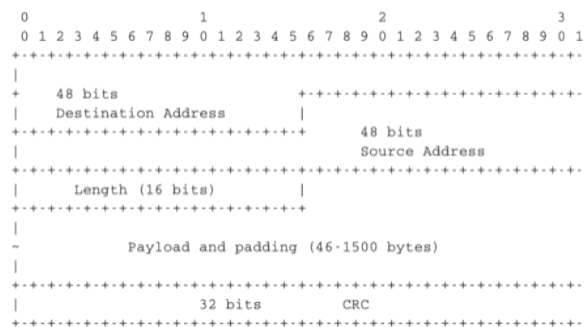 0 1 2 3
0 1 2 3 4 5 6 7 8 9 0 1 2 3 4 5 6 7 8 9 0 1 2 3 4 5 6 7 8 9 0 1
48 bits
Destination Address
48 bits
Source Address
Length (16 bits)
Payload and padding (46-1500 bytes)
32 bits CRC